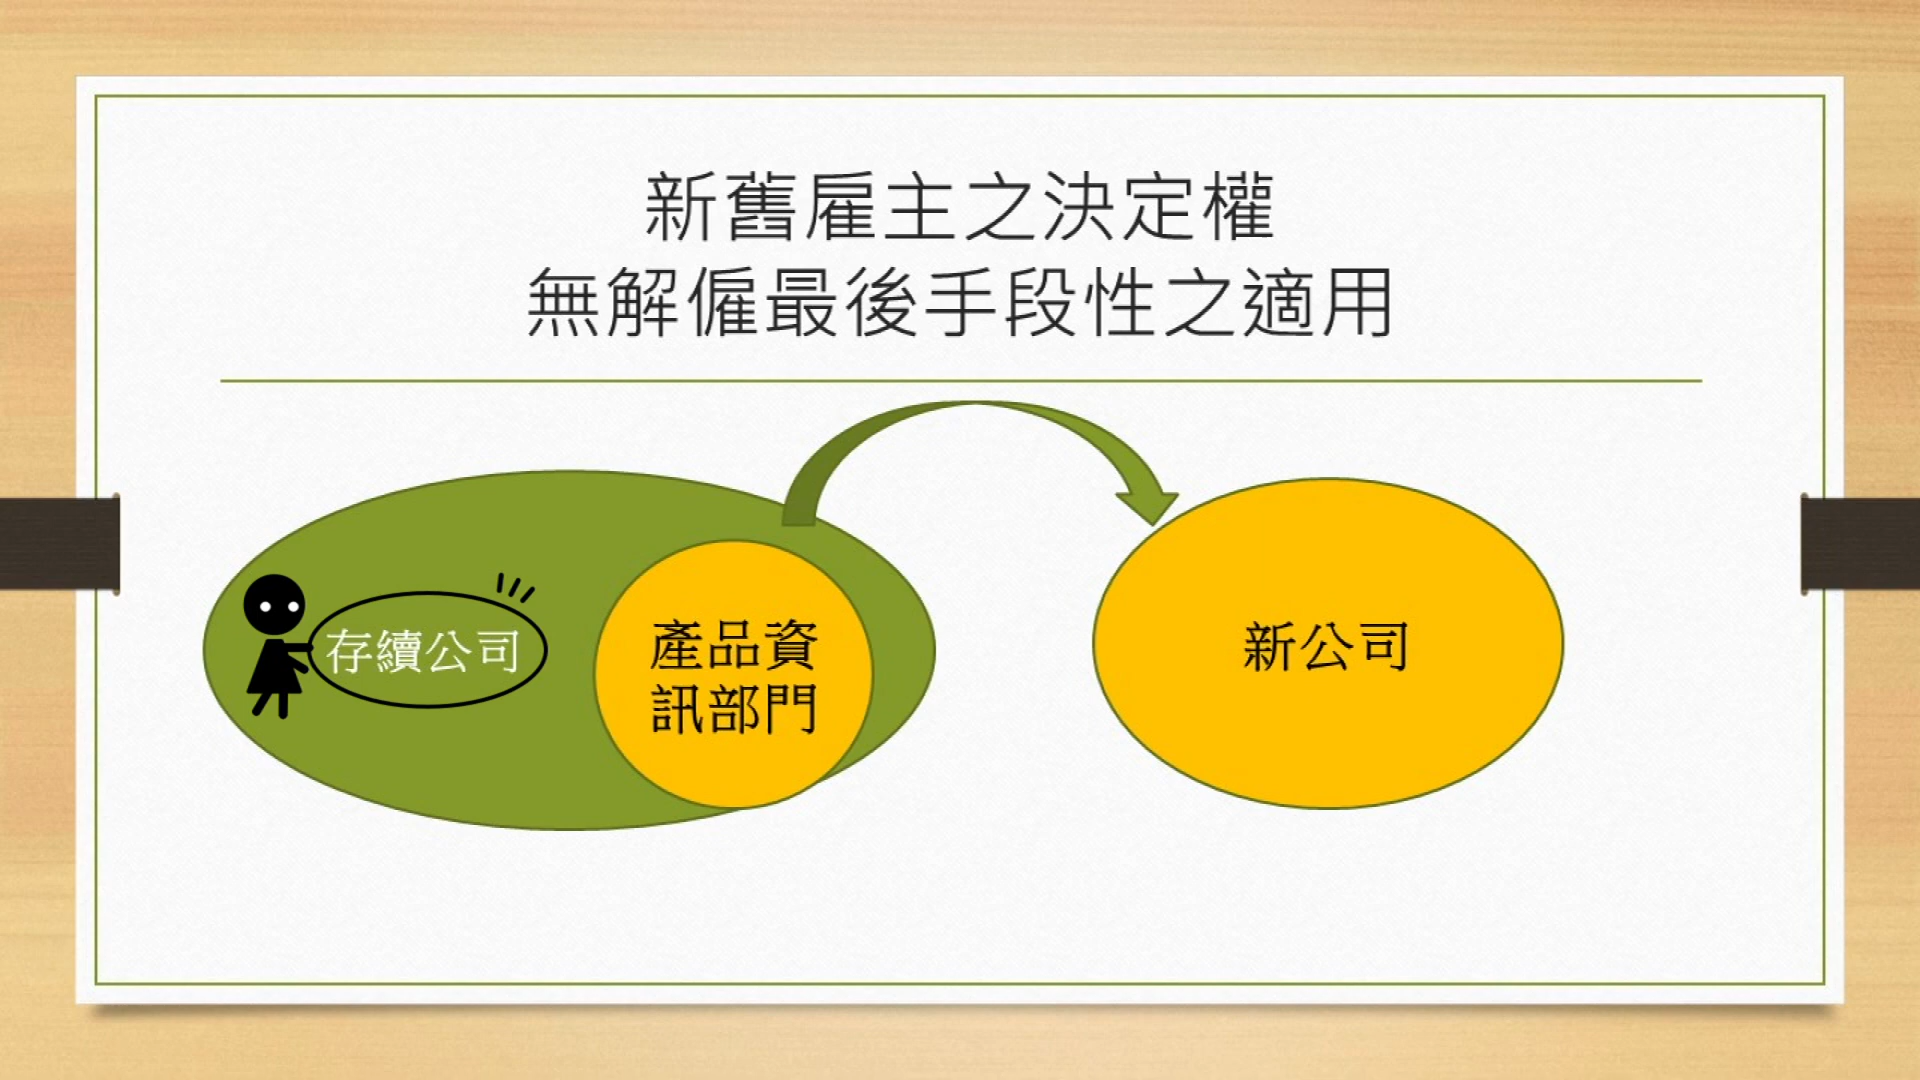 新舊雇主之決定權
無解僱最後手段性之適用
存續公司
產品資
訊部門
新公司